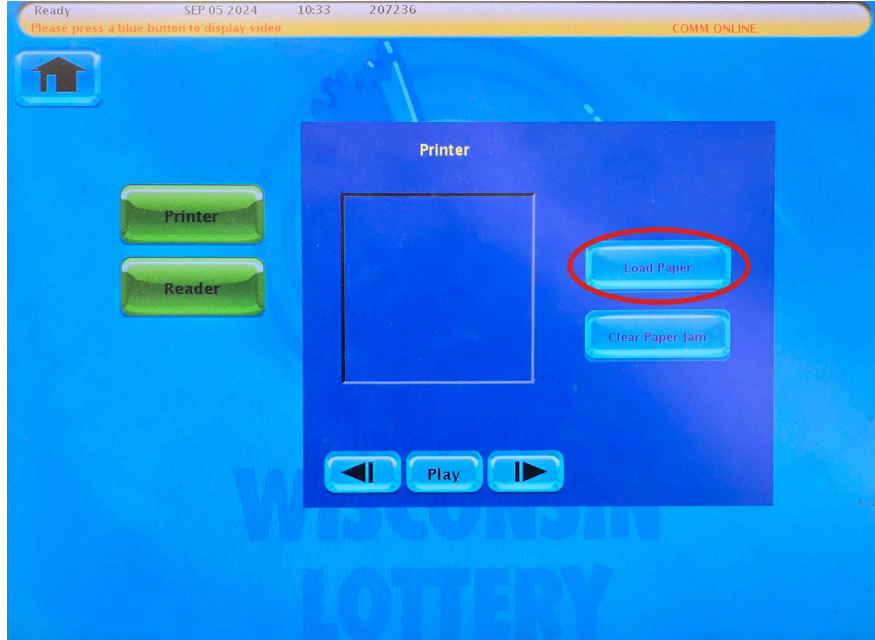 Ready SEP 05 2024 10:33 207236
Please press a blue button to display video COMM ONLINE
Printer
Printer
Load Paper
Reader
Clear Paper Jam
Play
WISCONSIN
LOTTERY